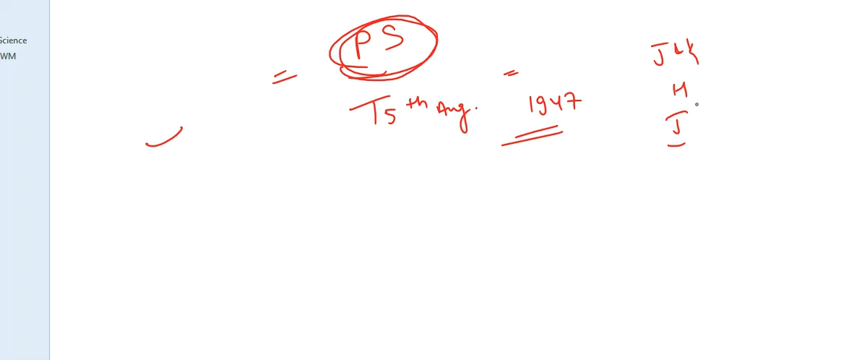 Science
WM
PS
15th Aug. 1947
J&K
H
J